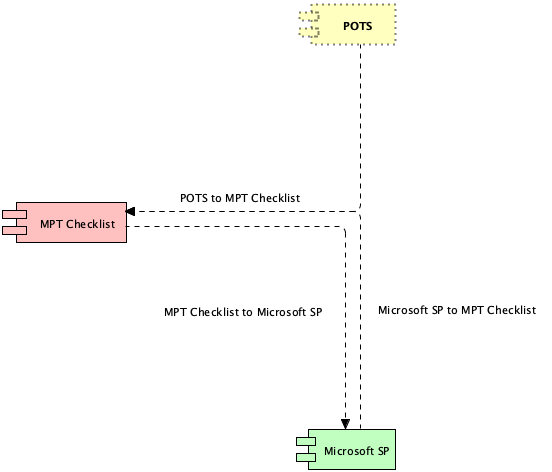 POTS
POTS to MPT Checklist
MPT Checklist
MPT Checklist to Microsoft SP
Microsoft SP to MPT Checklist
Microsoft SP